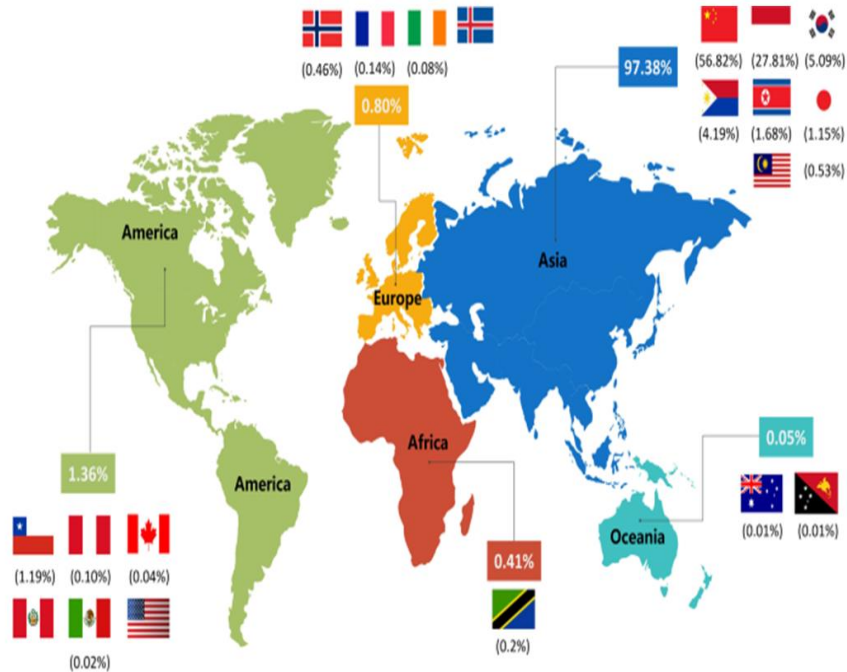 (0.46%) (0.14%) (0.08%)
0.80%
97.38%
(56.82%) (27.81%) (5.09%)
(4.19%) (1.68%) (1.15%)
(0.53%)
America
Asia
Europe
Africa
America
Oceania
1.36%
(1.19%) (0.10%) (0.04%)
(0.02%)
0.41%
(0.2%)
0.05%
(0.01%) (0.01%)